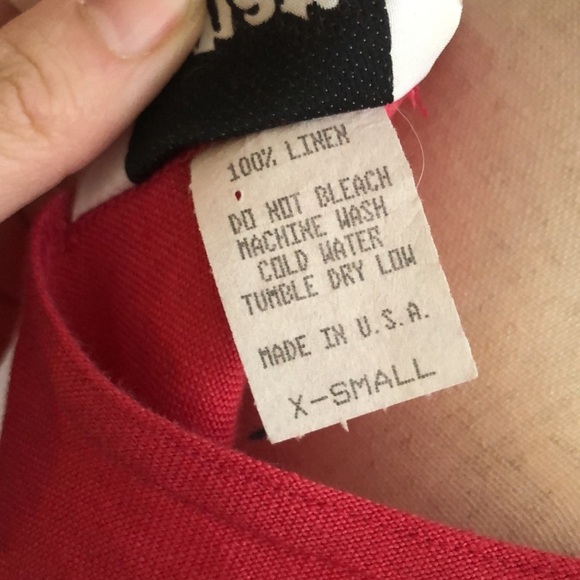 100% LINEN
DO NOT BLEACH
MACHINE WASH
COLD WATER
TUMBLE DRY LOW
MADE IN U.S.A.
X-SMALL